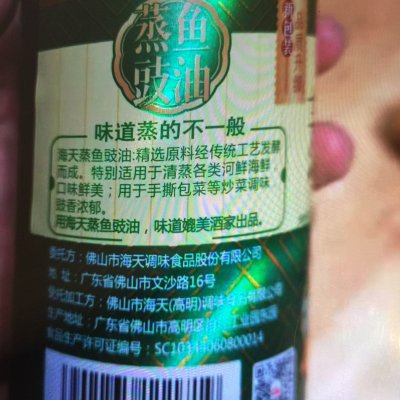 蒸鱼
豉油
味道蒸的不一般
海天蒸鱼豉油:精选原料经传统工艺发酵
而成。特别适用于清蒸各类河鲜海鲜
口味鲜美；用于手撕包菜等炒菜调味
豉香浓郁。
用海天蒸鱼豉油，味道媲美酒家出品。
委托方：佛山市海天调味食品股份有限公司
地 址：广东省佛山市文沙路16号
受托加工方：佛山市海天(高明)调味食品有限公司
生产地址：广东省佛山市高明区
食品生产许可证编号：SC10344060800014